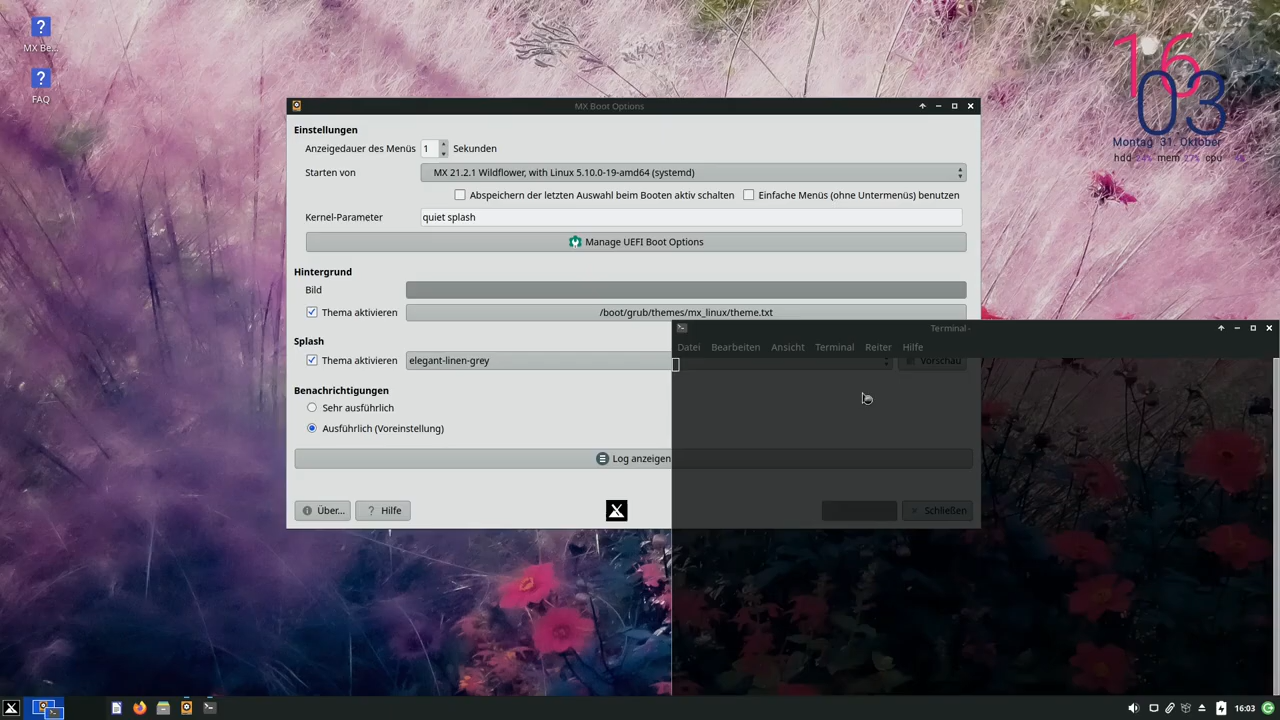 MX Be...
FAQ
16
03
Montag 31. Oktober
hdd 24% mem 27% cpu
MX Boot Options
Einstellungen
Anzeigedauer des Menüs 1 Sekunden
Starten von MX 21.2.1 Wildflower, with Linux 5.10.0-19-amd64 (systemd)
Abspeichern der letzten Auswahl beim Booten aktiv schalten Einfache Menüs (ohne Untermenüs) benutzen
Kernel-Parameter quiet splash
Manage UEFI Boot Options
Hintergrund
Bild
Thema aktivieren /boot/grub/themes/mx_linux/theme.txt
Splash
Thema aktivieren elegant-linen-grey Vorschau
Benachrichtigungen
Sehr ausführlich
Ausführlich (Voreinstellung)
Log anzeigen
Über... Hilfe Schließen
Terminal -
Datei Bearbeiten Ansicht Terminal Reiter Hilfe
16:03